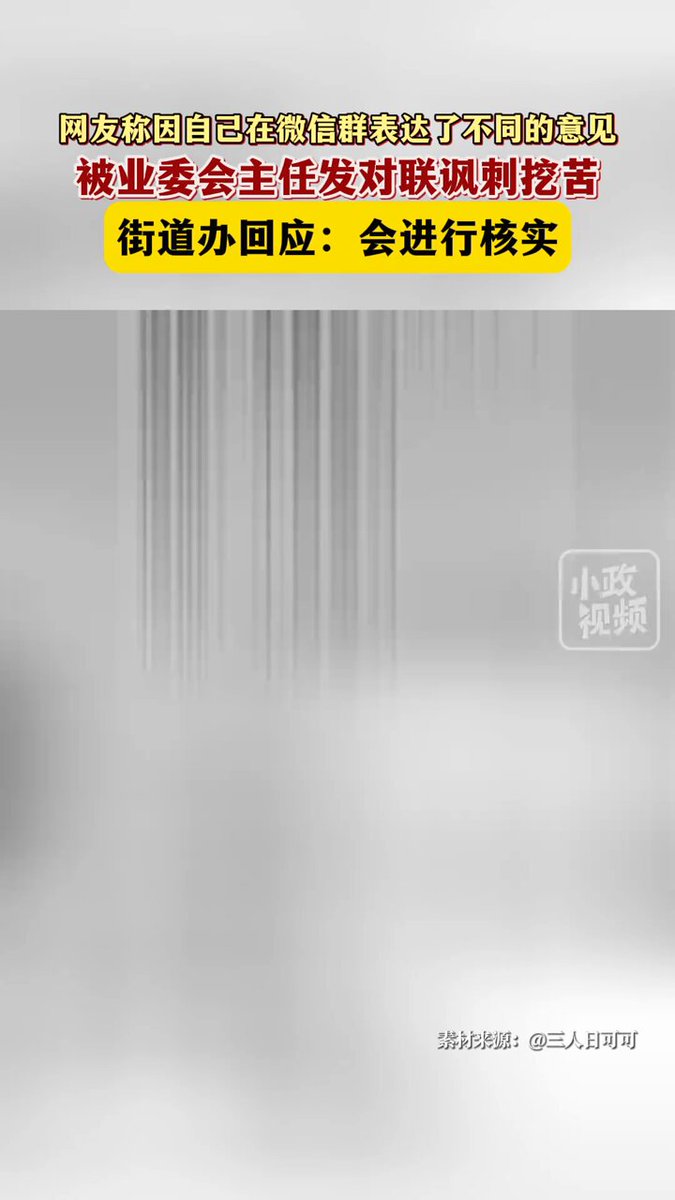 网友称因自己在微信群表达了不同的意见
被业委会主任发对联讽刺挖苦
街道办回应：会进行核实
小政
视频
素材来源：@三人日可可